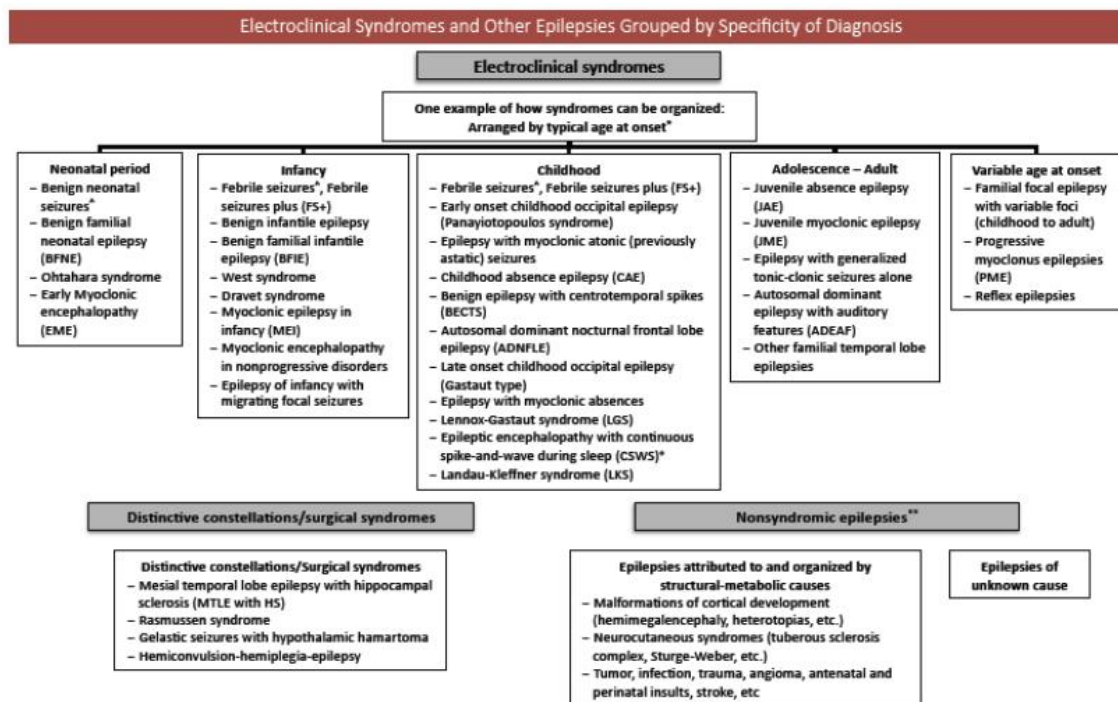 Electroclinical Syndromes and Other Epilepsies Grouped by Specificity of Diagnosis
Electroclinical syndromes
One example of how syndromes can be organized:
Arranged by typical age at onset*
Neonatal period
– Benign neonatal
seizures^
– Benign familial
neonatal epilepsy
(BFNE)
– Ohtahara syndrome
– Early Myoclonic
encephalopathy
(EME)
Infancy
– Febrile seizures^, Febrile
seizures plus (FS+)
– Benign infantile epilepsy
– Benign familial infantile
epilepsy (BFIE)
– West syndrome
– Dravet syndrome
– Myoclonic epilepsy in
infancy (MEI)
– Myoclonic encephalopathy
in nonprogressive disorders
– Epilepsy of infancy with
migrating focal seizures
Childhood
– Febrile seizures^, Febrile seizures plus (FS+)
– Early onset childhood occipital epilepsy
(Panayiotopoulos syndrome)
– Epilepsy with myoclonic atonic (previously
astatic) seizures
– Childhood absence epilepsy (CAE)
– Benign epilepsy with centrotemporal spikes
(BECTS)
– Autosomal dominant nocturnal frontal lobe
epilepsy (ADNFLE)
– Late onset childhood occipital epilepsy
(Gastaut type)
– Epilepsy with myoclonic absences
– Lennox-Gastaut syndrome (LGS)
– Epileptic encephalopathy with continuous
spike-and-wave during sleep (CSWS)+
– Landau-Kleffner syndrome (LKS)
Adolescence – Adult
– Juvenile absence epilepsy
(JAE)
– Juvenile myoclonic epilepsy
(JME)
– Epilepsy with generalized
tonic-clonic seizures alone
– Autosomal dominant
epilepsy with auditory
features (ADEAF)
– Other familial temporal lobe
epilepsies
Variable age at onset
– Familial focal epilepsy
with variable foci
(childhood to adult)
– Progressive
myoclonus epilepsies
(PME)
– Reflex epilepsies
Distinctive constellations/surgical syndromes
Distinctive constellations/Surgical syndromes
– Mesial temporal lobe epilepsy with hippocampal
sclerosis (MTLE with HS)
– Rasmussen syndrome
– Gelastic seizures with hypothalamic hamartoma
– Hemiconvulsion-hemiplegia-epilepsy
Nonsyndromic epilepsies**
Epilepsies attributed to and organized by
structural-metabolic causes
– Malformations of cortical development
(hemimegalencephaly, heterotopias, etc.)
– Neurocutaneous syndromes (tuberous sclerosis
complex, Sturge-Weber, etc.)
– Tumor, infection, trauma, angioma, antenatal and
perinatal insults, stroke, etc
Epilepsies of
unknown cause